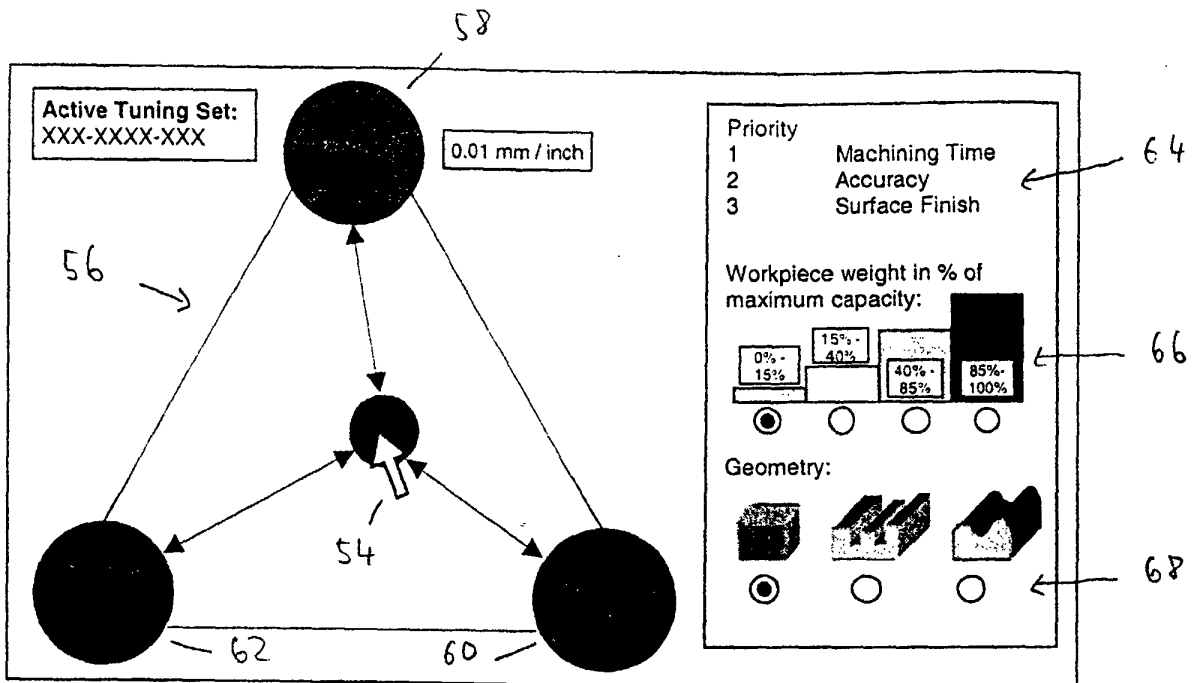 58
Active Tuning Set:
XXX-XXXX-XXX
0.01 mm / inch
56
54
62
60
Priority
1 Machining Time
2 Accuracy
3 Surface Finish
64
Workpiece weight in % of
maximum capacity:
0% -
15%
15% -
40%
40% -
85%
85%-
100%
66
Geometry:
68